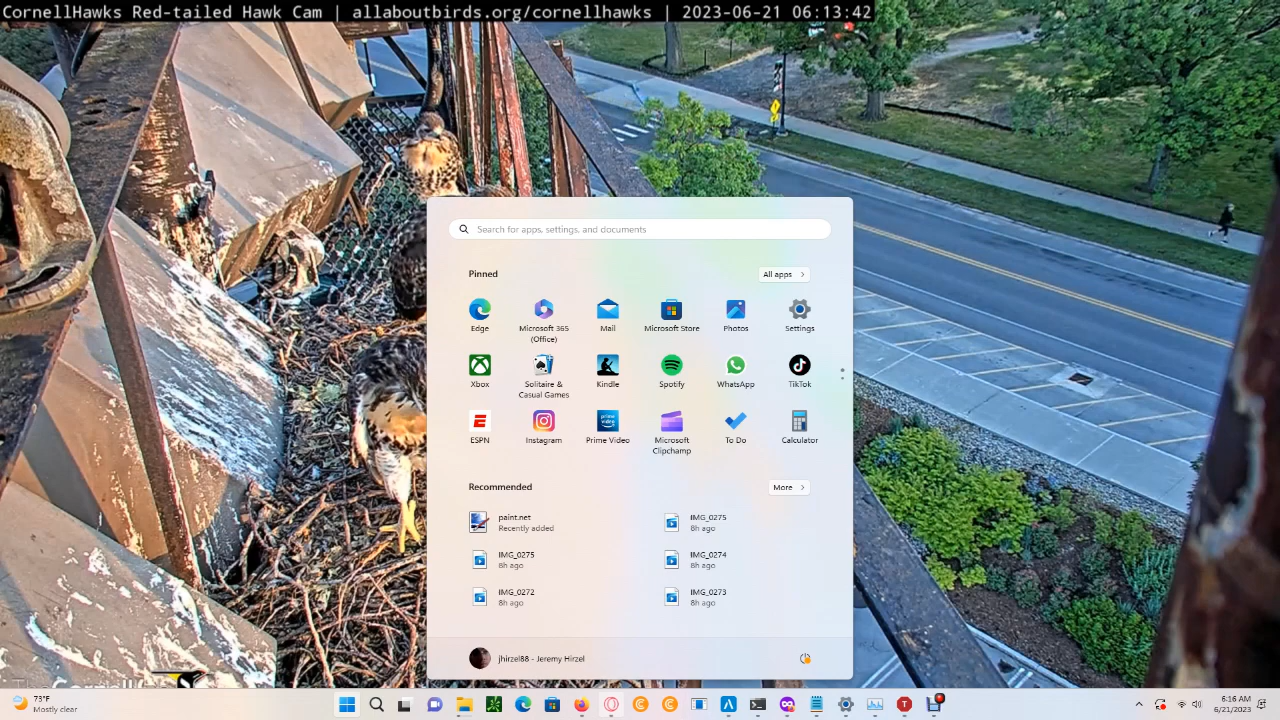 CornellHawks Red-tailed Hawk Cam | allaboutbirds.org/cornellhawks | 2023-06-21 06:13:42
Search for apps, settings, and documents
Pinned
All apps
Edge
Microsoft 365
(Office)
Mail
Microsoft Store
Photos
Settings
Xbox
Solitaire &
Casual Games
Kindle
Spotify
WhatsApp
TikTok
ESPN
Instagram
prime
video
Prime Video
Microsoft
Clipchamp
To Do
Calculator
Recommended
More
paint.net
Recently added
IMG_0275
8h ago
IMG_0275
8h ago
IMG_0274
8h ago
IMG_0272
8h ago
IMG_0273
8h ago
jhirzel88 - Jeremy Hirzel
73°F
Mostly clear
6:16 AM
6/21/2023